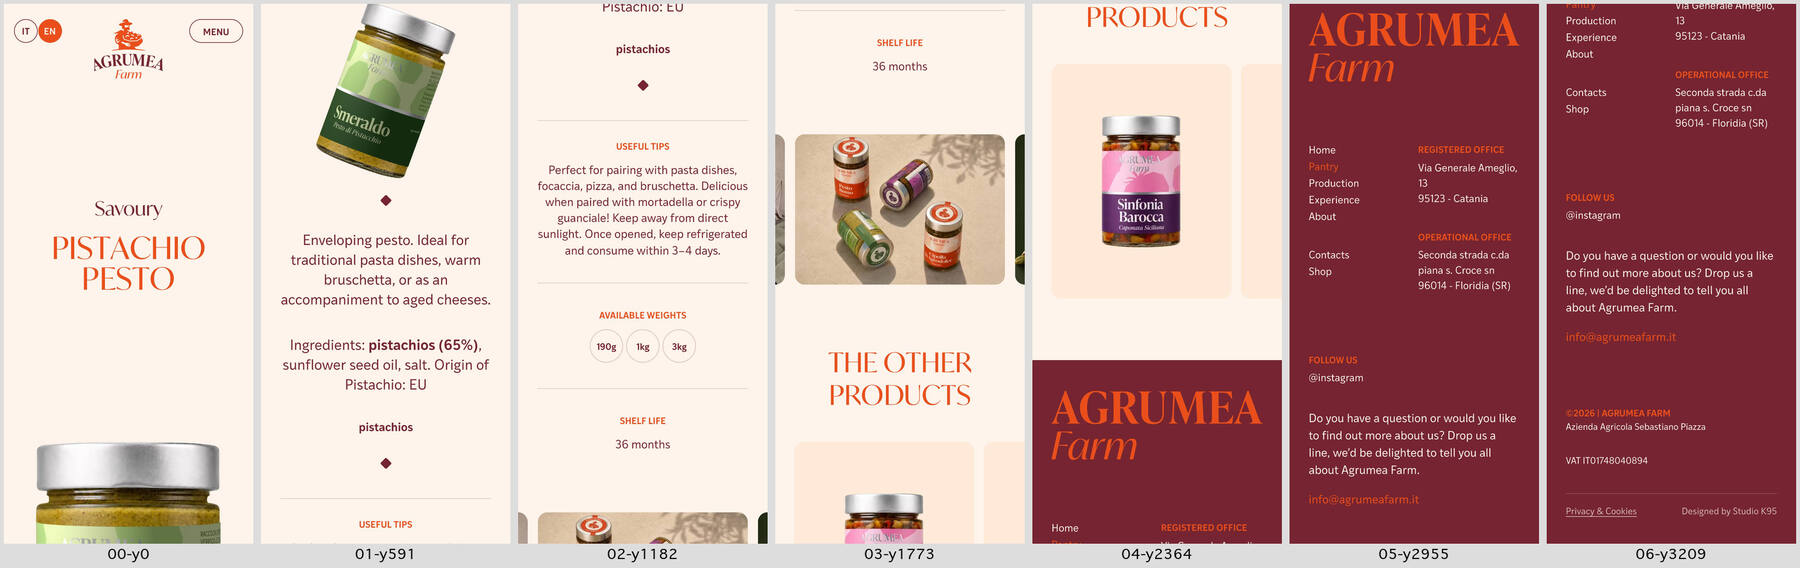 IT
EN
AGRUMEA
Farm
MENU
Savoury
PISTACHIO
PESTO
00-y0
AGRUMEA
Farm
Smeraldo
Pesto di Pistacchio
Enveloping pesto. Ideal for
traditional pasta dishes, warm
bruschetta, or as an
accompaniment to aged cheeses.
Ingredients: pistachios (65%),
sunflower seed oil, salt. Origin of
Pistachio: EU
pistachios
USEFUL TIPS
01-y591
Pistachio: EU
pistachios
USEFUL TIPS
Perfect for pairing with pasta dishes,
focaccia, pizza, and bruschetta. Delicious
when paired with mortadella or crispy
guanciale! Keep away from direct
sunlight. Once opened, keep refrigerated
and consume within 3–4 days.
AVAILABLE WEIGHTS
190g
1kg
3kg
SHELF LIFE
36 months
02-y1182
SHELF LIFE
36 months
THE OTHER
PRODUCTS
03-y1773
PRODUCTS
AGRUMEA
Farm
Sinfonia
Barocca
Caponata Siciliana
AGRUMEA
Farm
Home
REGISTERED OFFICE
04-y2364
AGRUMEA
Farm
Home
Pantry
Production
Experience
About
Contacts
Shop
REGISTERED OFFICE
Via Generale Ameglio,
13
95123 - Catania
OPERATIONAL OFFICE
Seconda strada c.da
piana s. Croce sn
96014 - Floridia (SR)
FOLLOW US
@instagram
Do you have a question or would you like
to find out more about us? Drop us a
line, we'd be delighted to tell you all
about Agrumea Farm.
info@agrumeafarm.it
05-y2955
Pantry
Production
Experience
About
Contacts
Shop
Via Generale Ameglio,
13
95123 - Catania
OPERATIONAL OFFICE
Seconda strada c.da
piana s. Croce sn
96014 - Floridia (SR)
FOLLOW US
@instagram
Do you have a question or would you like
to find out more about us? Drop us a
line, we'd be delighted to tell you all
about Agrumea Farm.
info@agrumeafarm.it
©2026 | AGRUMEA FARM
Azienda Agricola Sebastiano Piazza
VAT IT01748040894
Privacy & Cookies
Designed by Studio K95
06-y3209